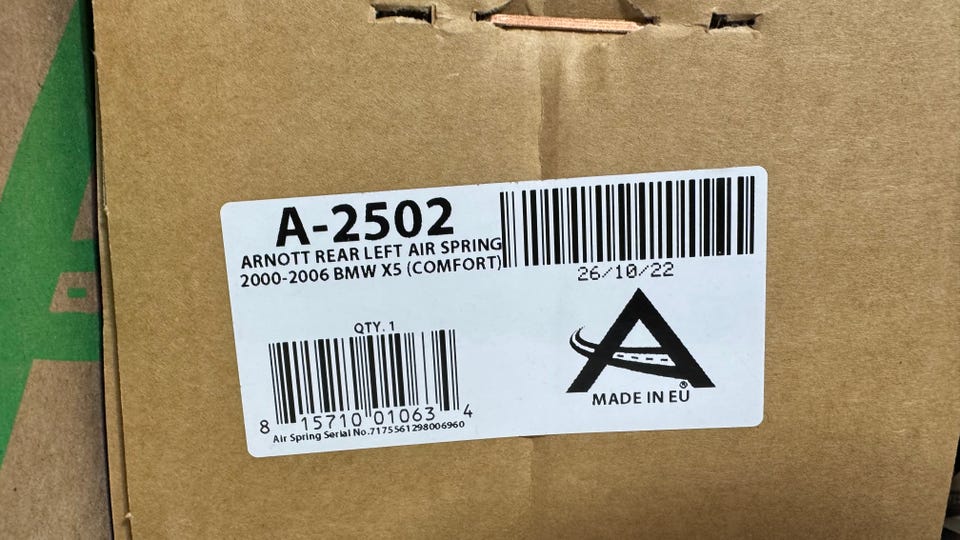 A-2502
ARNOTT REAR LEFT AIR SPRING
2000-2006 BMW X5 (COMFORT)
26/10/22
QTY. 1
8 15710 01063 4
Air Spring Serial No.7175561298006960
®
MADE IN EU